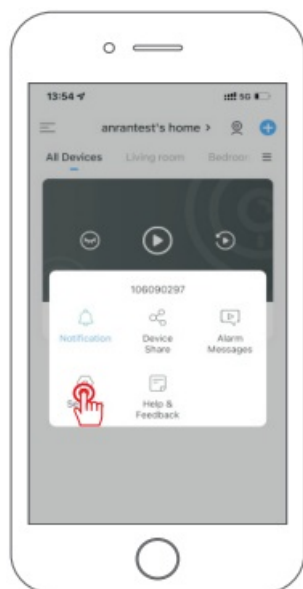 13:54
5G
anrantest's home >
All Devices
Living room
Bedroom
106090297
Notification
Device
Share
Alarm
Messages
Help &
Feedback